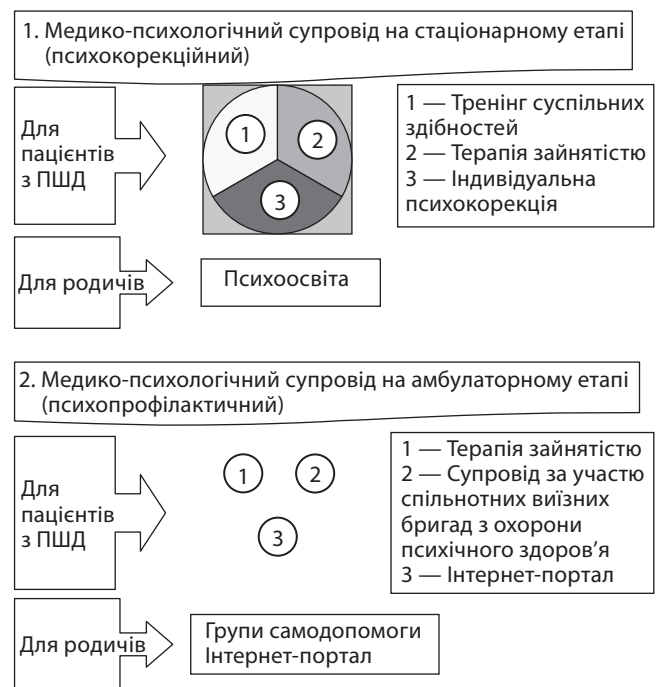 1. Медико-психологічний супровід на стаціонарному етапі
(психокорекційний)
Для
пацієнтів
з ПШД
1
2
3
1 — Тренінг суспільних
здібностей
2 — Терапія зайнятістю
3 — Індивідуальна
психокорекція
Для родичів
Психоосвіта
2. Медико-психологічний супровід на амбулаторному етапі
(психопрофілактичний)
Для
пацієнтів
з ПШД
1
2
3
1 — Терапія зайнятістю
2 — Супровід за участю
спільнотних виїзних
бригад з охорони
психічного здоров’я
3 — Інтернет-портал
Для родичів
Групи самодопомоги
Інтернет-портал